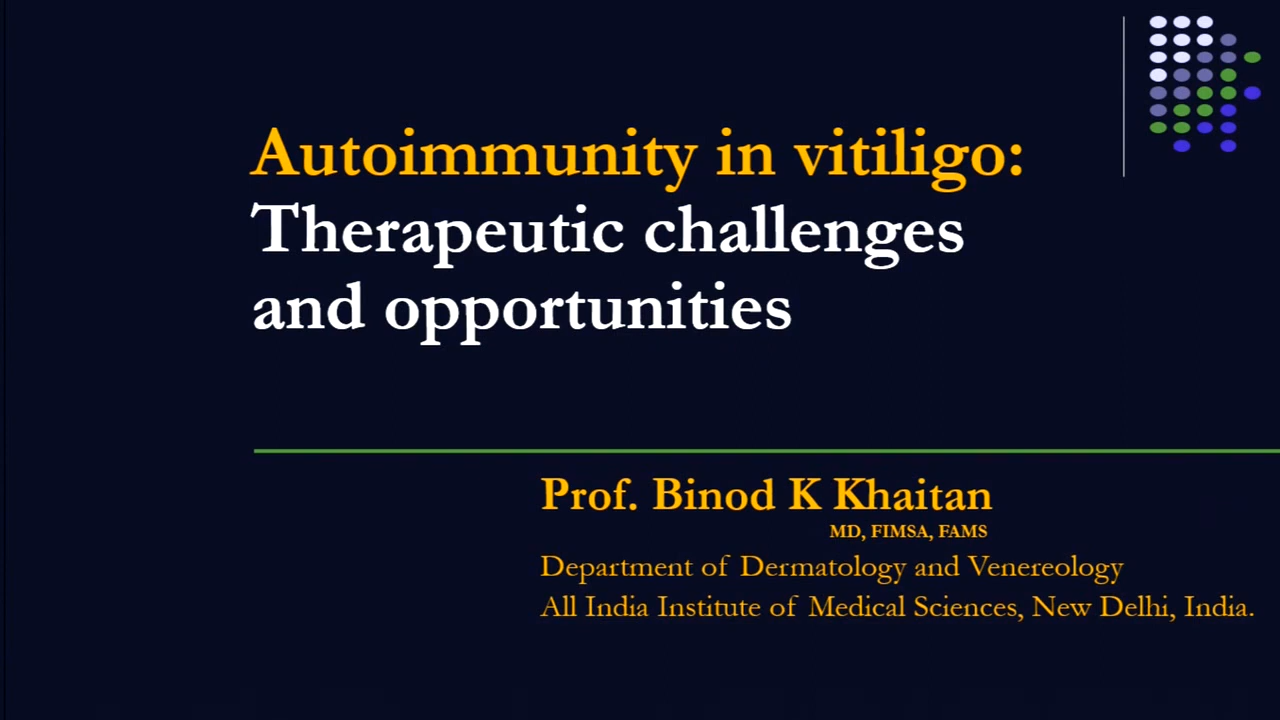 Autoimmunity in vitiligo:
Therapeutic challenges
and opportunities
Prof. Binod K Khaitan
MD, FIMSA, FAMS
Department of Dermatology and Venereology
All India Institute of Medical Sciences, New Delhi, India.